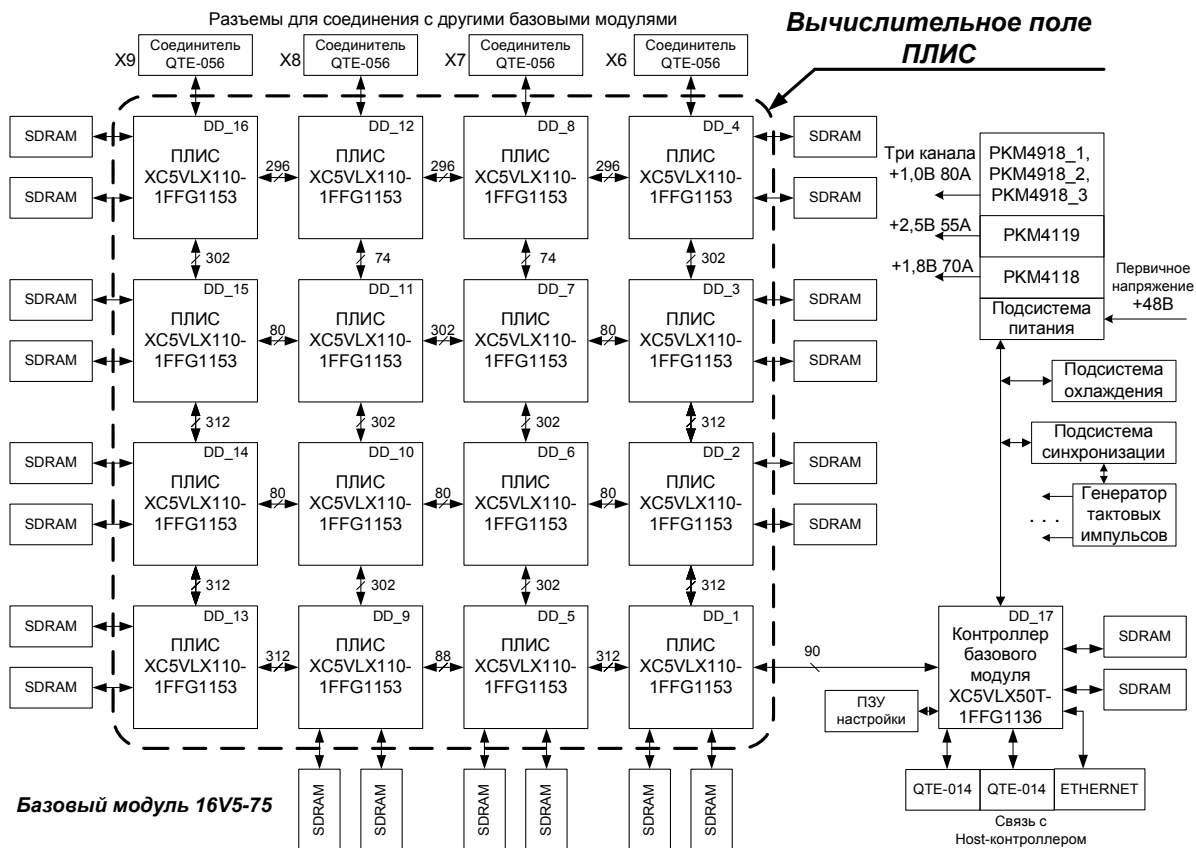 Разъемы для соединения с другими базовыми модулями
Вычислительное поле
ПЛИС
X9
Соединитель
QTE-056
X8
Соединитель
QTE-056
X7
Соединитель
QTE-056
X6
Соединитель
QTE-056
SDRAM
SDRAM
DD_16
ПЛИС
XC5VLX110-
1FFG1153
296
DD_12
ПЛИС
XC5VLX110-
1FFG1153
296
DD_8
ПЛИС
XC5VLX110-
1FFG1153
296
DD_4
ПЛИС
XC5VLX110-
1FFG1153
SDRAM
SDRAM
302
74
74
302
SDRAM
SDRAM
DD_15
ПЛИС
XC5VLX110-
1FFG1153
80
DD_11
ПЛИС
XC5VLX110-
1FFG1153
302
DD_7
ПЛИС
XC5VLX110-
1FFG1153
80
DD_3
ПЛИС
XC5VLX110-
1FFG1153
SDRAM
SDRAM
312
302
302
312
SDRAM
SDRAM
DD_14
ПЛИС
XC5VLX110-
1FFG1153
80
DD_10
ПЛИС
XC5VLX110-
1FFG1153
80
DD_6
ПЛИС
XC5VLX110-
1FFG1153
80
DD_2
ПЛИС
XC5VLX110-
1FFG1153
SDRAM
SDRAM
312
302
302
312
SDRAM
SDRAM
DD_13
ПЛИС
XC5VLX110-
1FFG1153
312
DD_9
ПЛИС
XC5VLX110-
1FFG1153
88
DD_5
ПЛИС
XC5VLX110-
1FFG1153
312
DD_1
ПЛИС
XC5VLX110-
1FFG1153
SDRAM
SDRAM
SDRAM
SDRAM
SDRAM
SDRAM
Базовый модуль 16V5-75
Три канала
+1,0В 80А
PKM4918_1,
PKM4918_2,
PKM4918_3
+2,5В 55А
PKM4119
+1,8В 70А
PKM4118
Подсистема
питания
Первичное
напряжение
+48В
Подсистема
охлаждения
Подсистема
синхронизации
Генератор
тактовых
импульсов
. . .
90
DD_17
Контроллер
базового
модуля
XC5VLX50T-
1FFG1136
SDRAM
SDRAM
ПЗУ
настройки
QTE-014
QTE-014
ETHERNET
Связь с
Host-контроллером